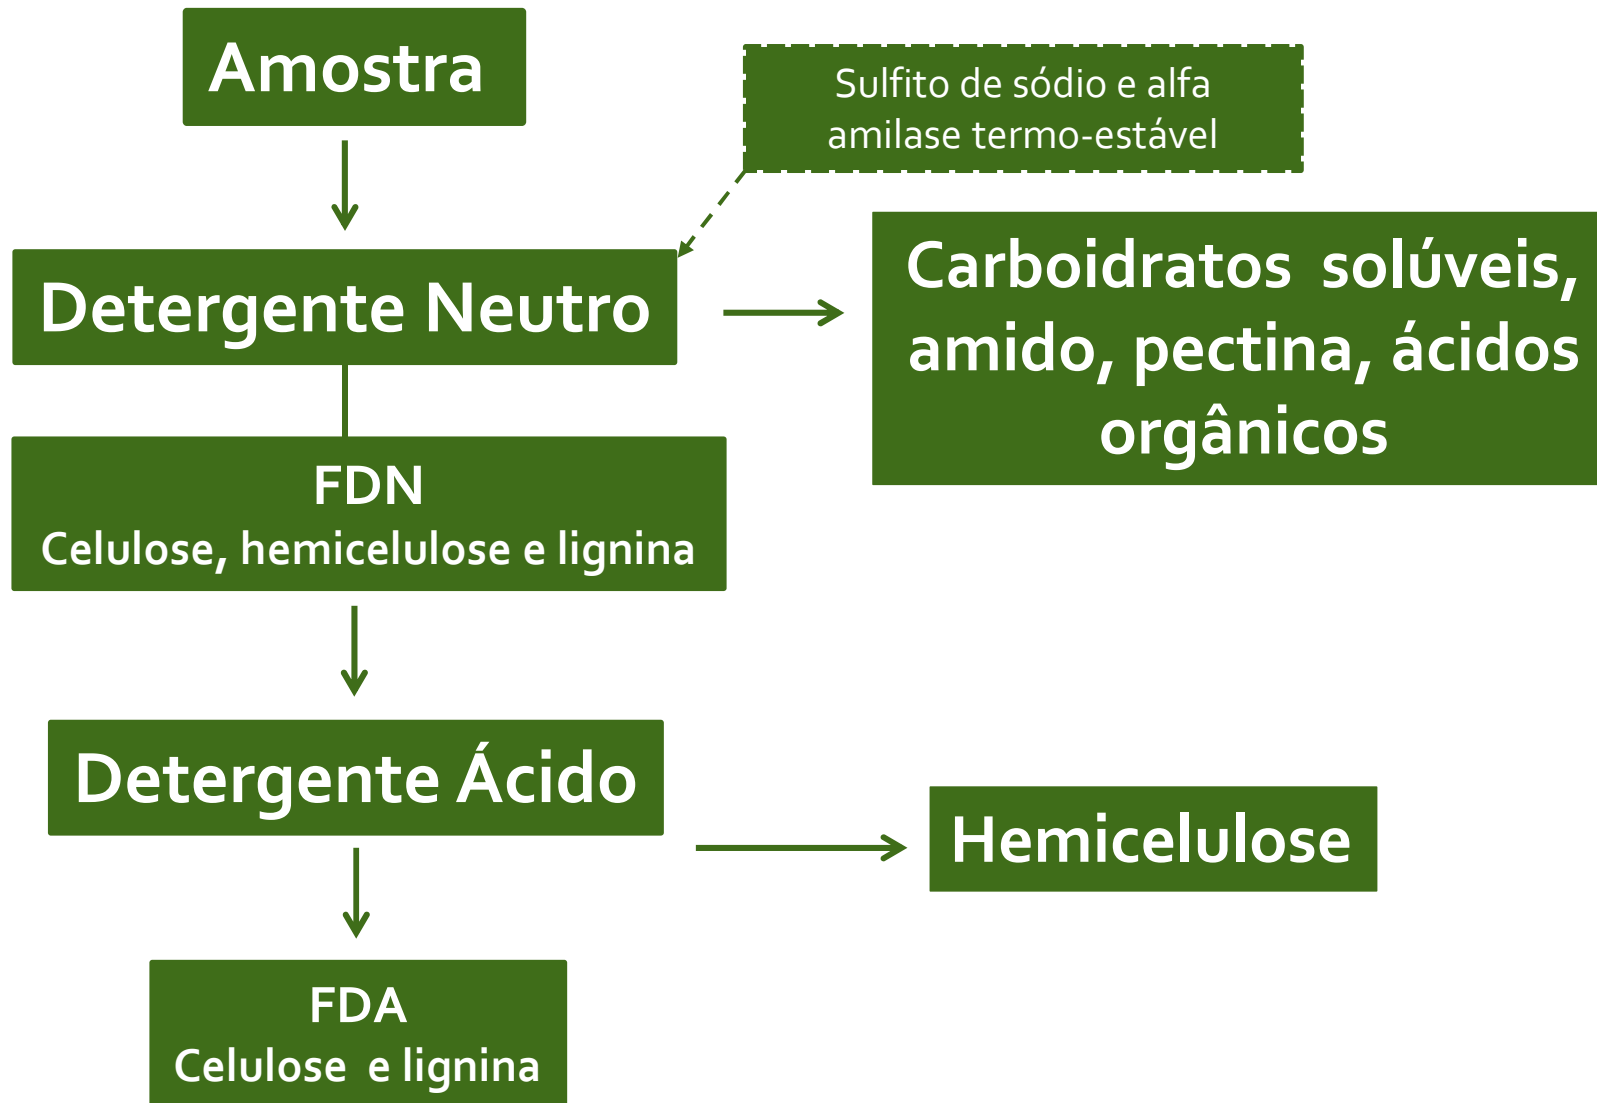 Amostra
Sulfito de sódio e alfa
amilase termo-estável
Detergente Neutro
Carboidratos solúveis,
amido, pectina, ácidos
orgânicos
FDN
Celulose, hemicelulose e lignina
Detergente Ácido
Hemicelulose
FDA
Celulose e lignina